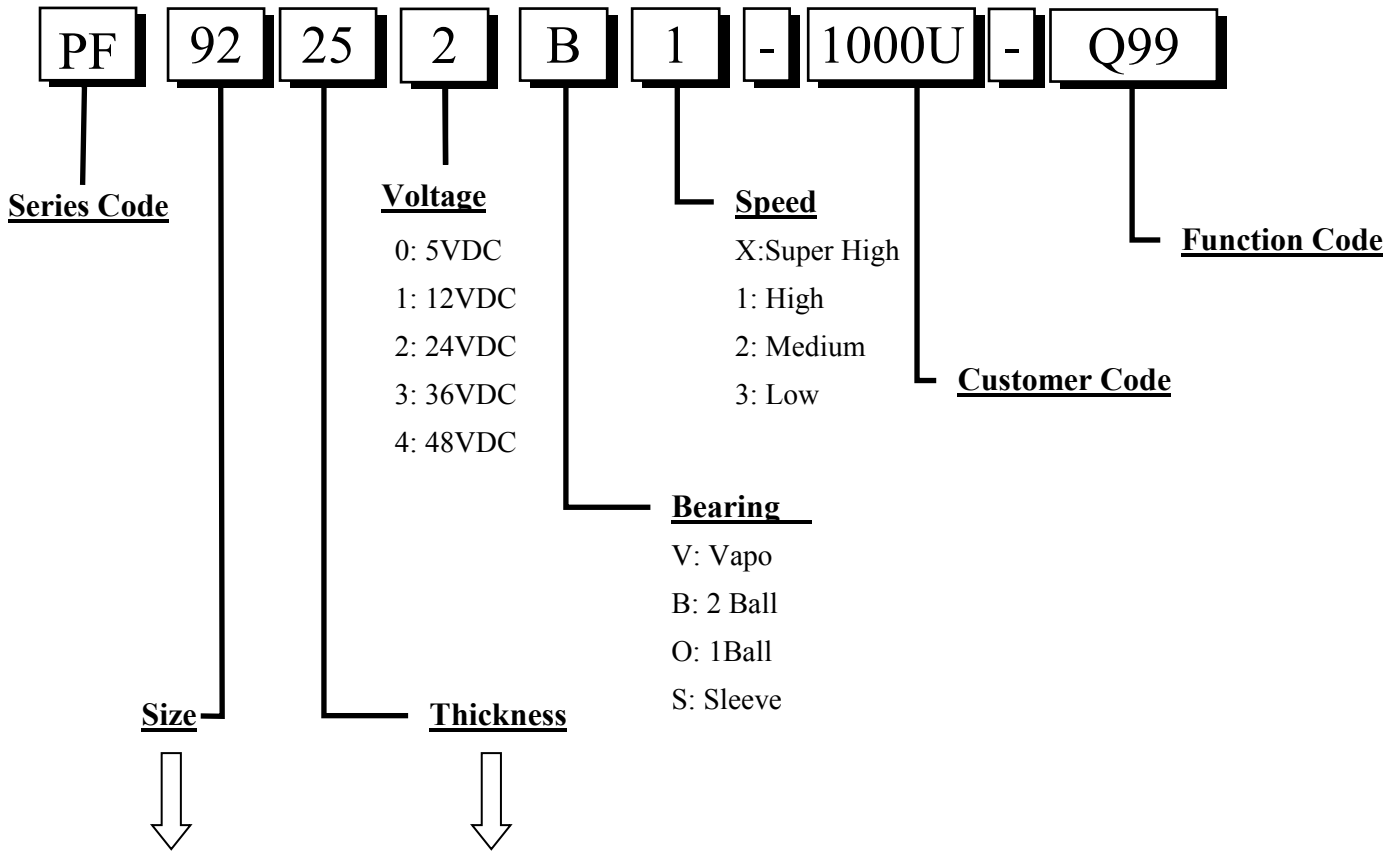 PF 92 25 2 B 1 - 1000U - Q99
Series Code
Voltage
0: 5VDC
1: 12VDC
2: 24VDC
3: 36VDC
4: 48VDC
Speed
X:Super High
1: High
2: Medium
3: Low
Function Code
Customer Code
Bearing
V: Vapo
B: 2 Ball
O: 1Ball
S: Sleeve
Size
Thickness